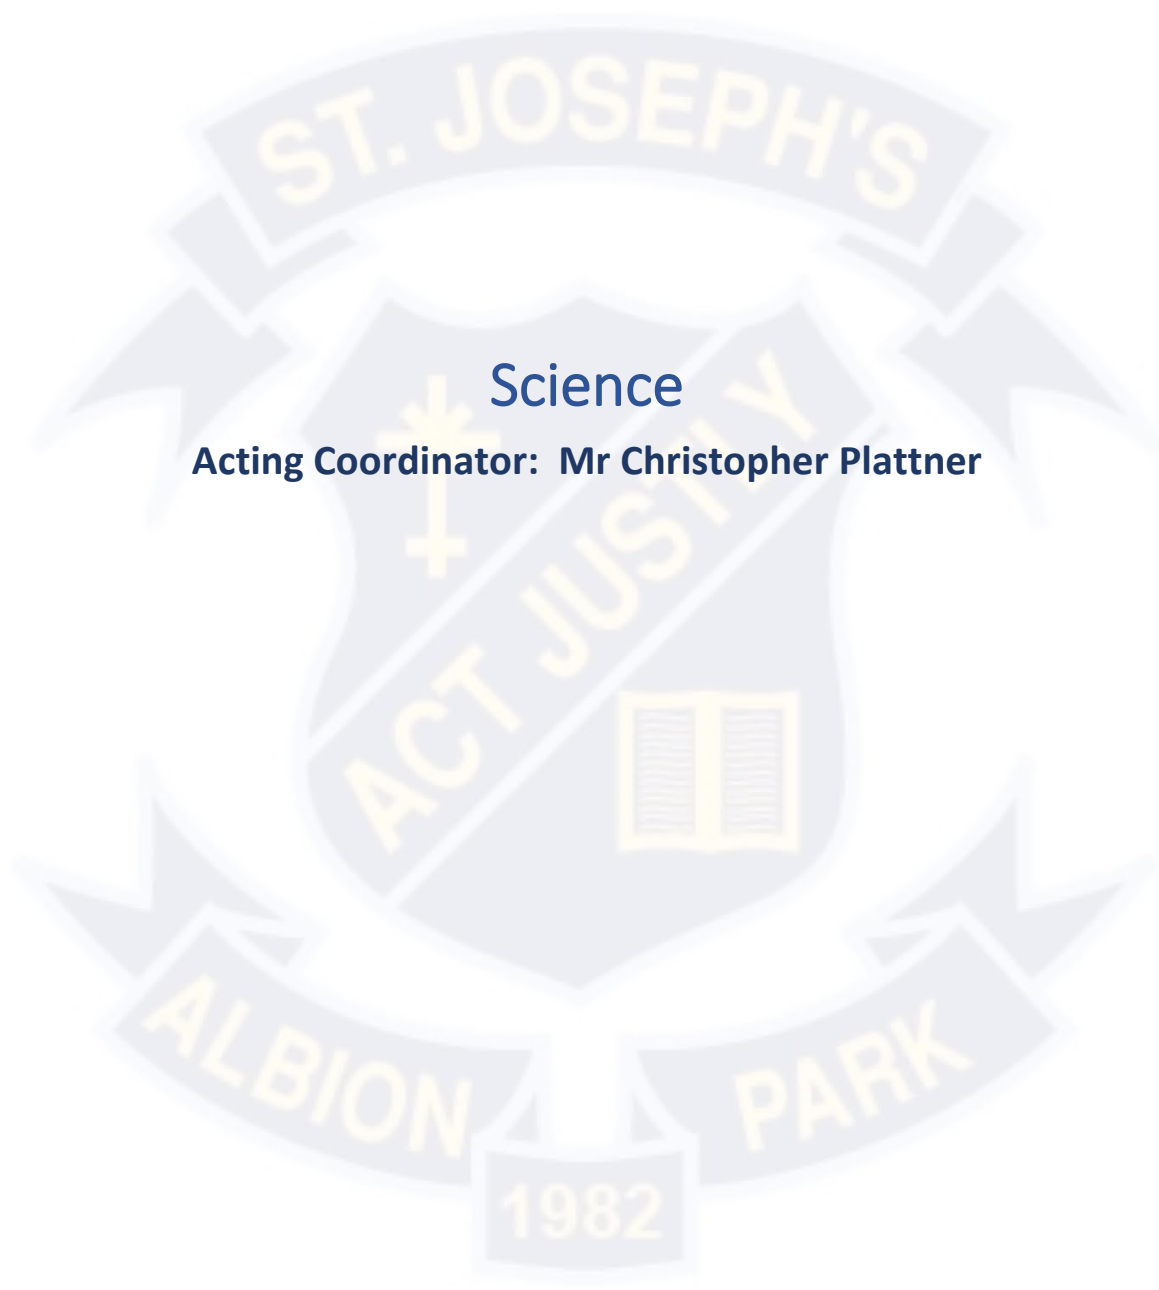 ST. JOSEPH'S
Science
Acting Coordinator:  Mr Christopher Plattner
ACT JUSTLY
ALBION PARK
1982